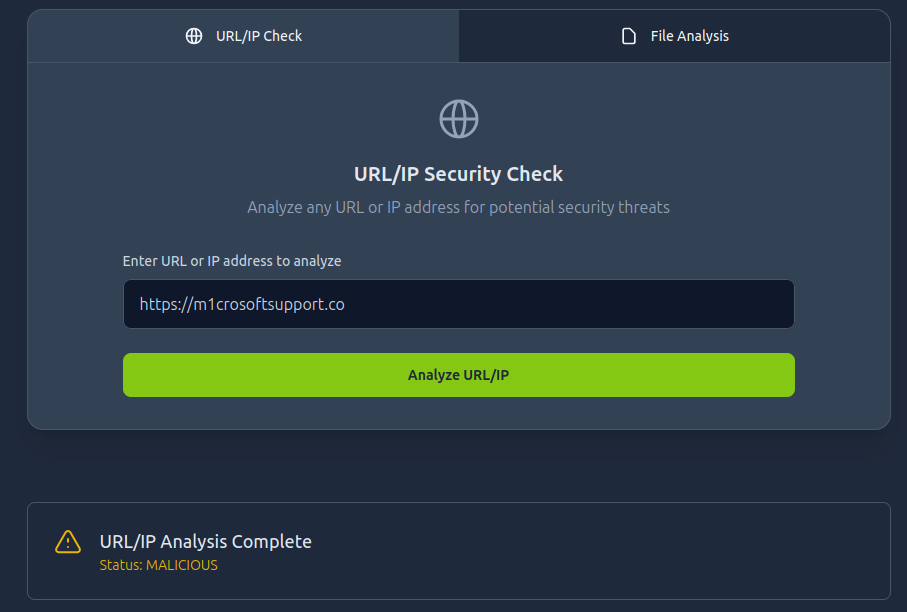 URL/IP Check
File Analysis
URL/IP Security Check
Analyze any URL or IP address for potential security threats
Enter URL or IP address to analyze
https://m1crosoftsupport.co
Analyze URL/IP
URL/IP Analysis Complete
Status: MALICIOUS